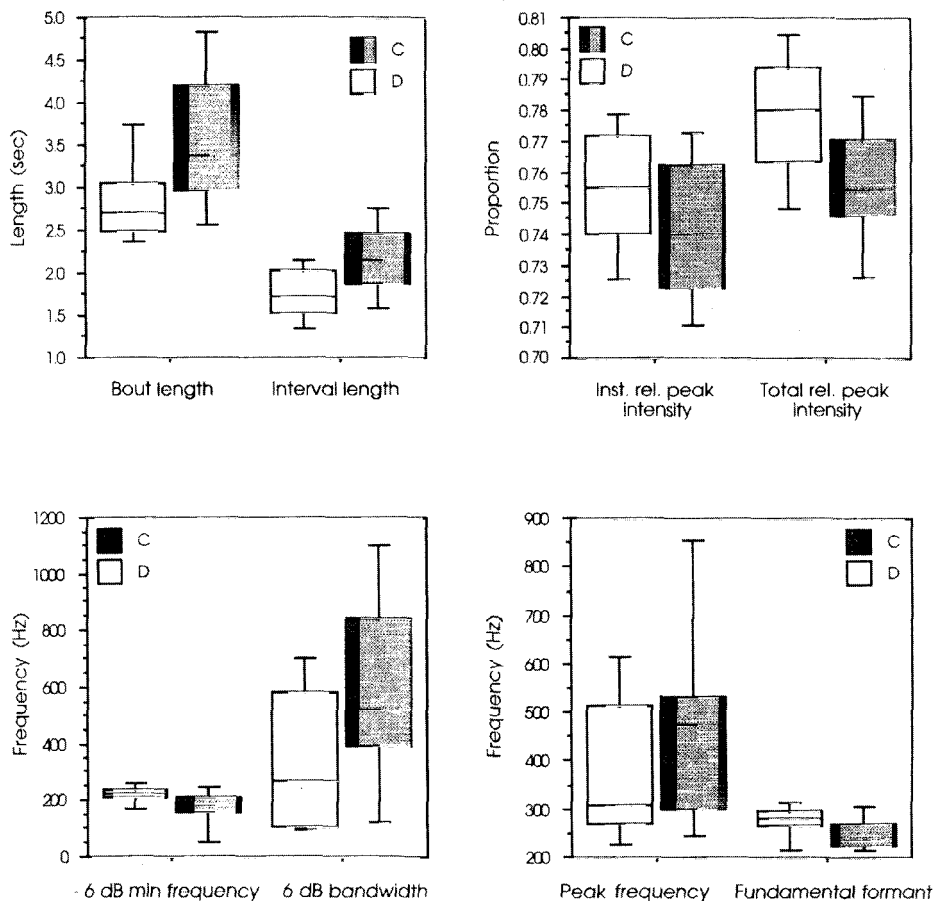 5.0
4.5
4.0
3.5
3.0
2.5
2.0
1.5
1.0
Length (sec)
C
D
Bout length
Interval length
0.81
0.80
0.79
0.78
0.77
0.76
0.75
0.74
0.73
0.72
0.71
0.70
Proportion
C
D
Inst. rel. peak
intensity
Total rel. peak
intensity
1200
1000
800
600
400
200
0
Frequency (Hz)
C
D
- 6 dB min frequency
6 dB bandwidth
900
800
700
600
500
400
300
200
Frequency (Hz)
C
D
Peak frequency
Fundamental formant